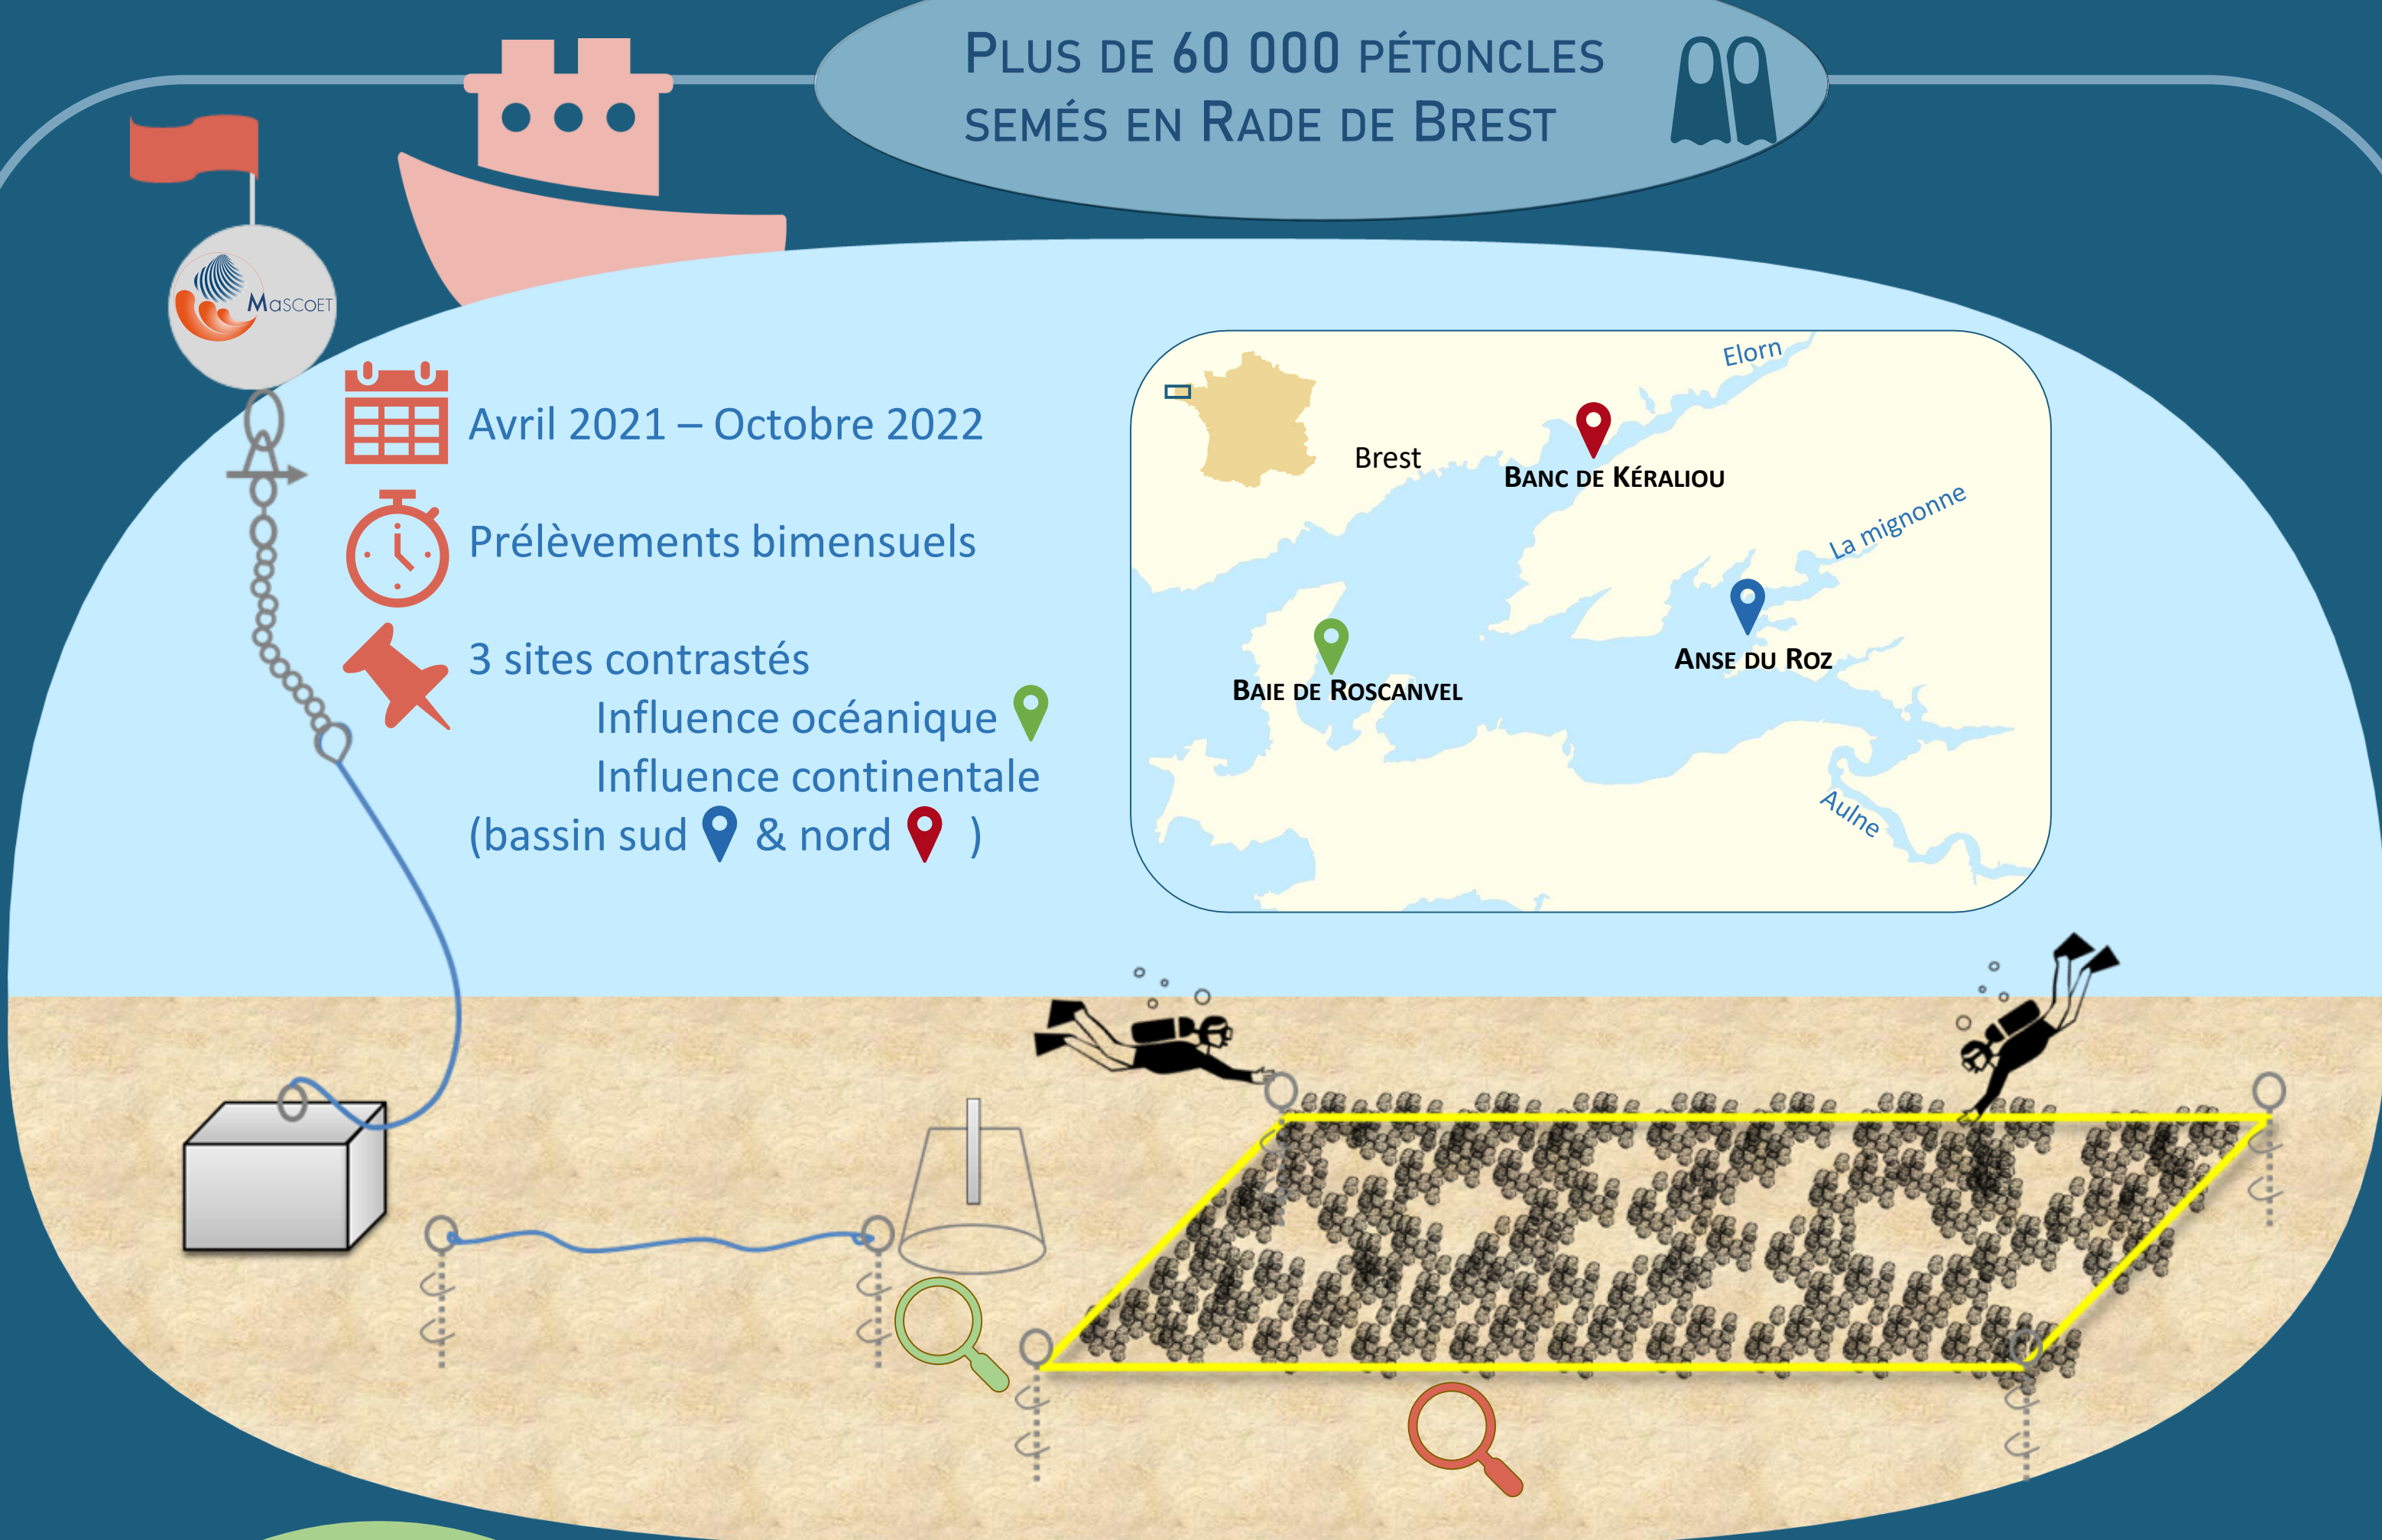 PLUS DE 60 000 PÉTONCLES
SEMÉS EN RADE DE BREST
MASCOET
Avril 2021 – Octobre 2022
Prélèvements bimensuels
3 sites contrastés
Influence océanique
Influence continentale
(bassin sud & nord )
Elorn
Brest
BANC DE KÉRALIOU
La mignonne
ANSE DU ROZ
BAIE DE ROSCANVEL
Aulne